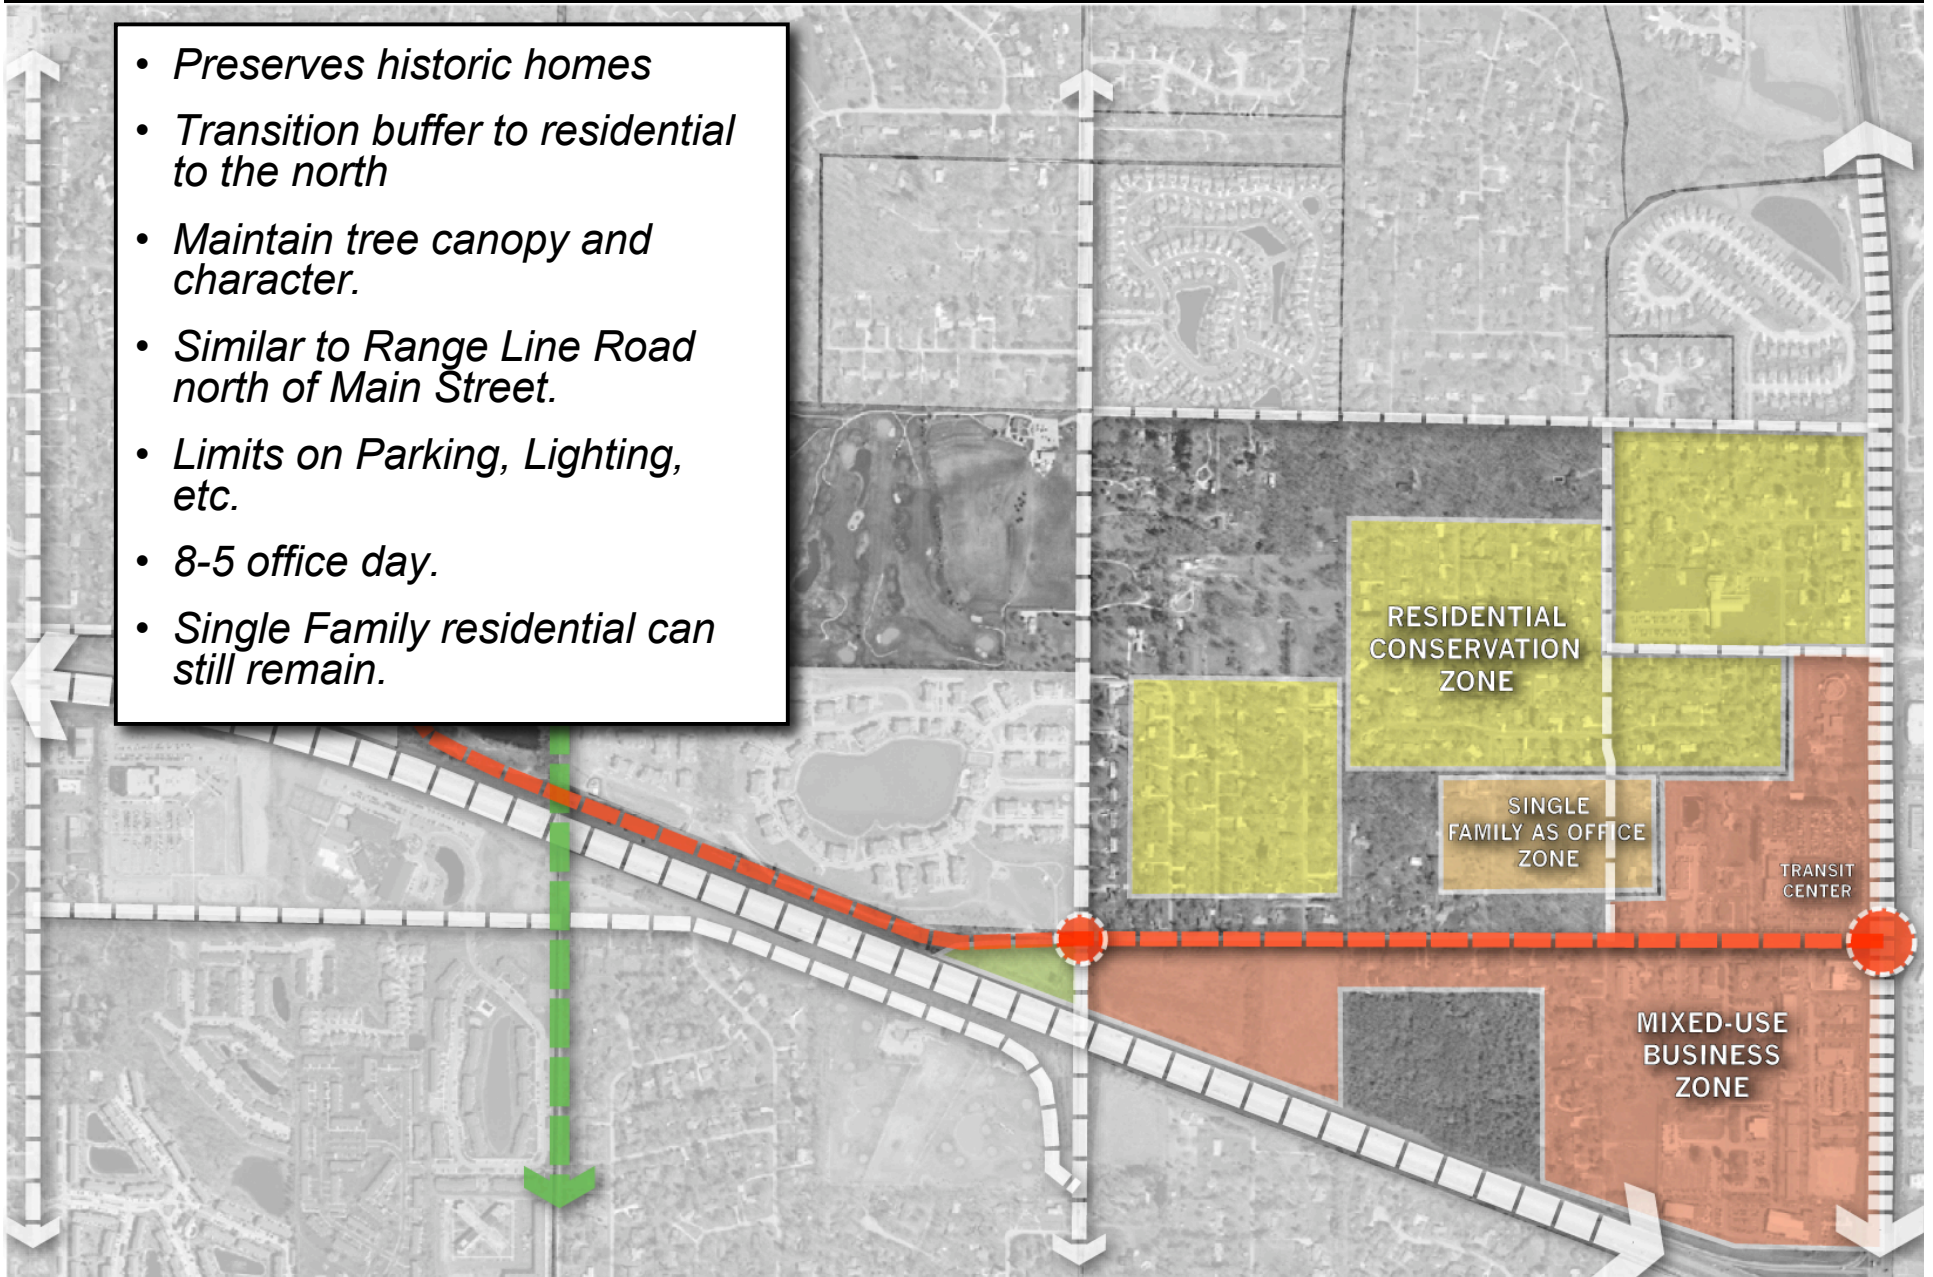 • Preserves historic homes
• Transition buffer to residential
to the north
• Maintain tree canopy and
character.
• Similar to Range Line Road
north of Main Street.
• Limits on Parking, Lighting,
etc.
• 8-5 office day.
• Single Family residential can
still remain.
RESIDENTIAL
CONSERVATION
ZONE
SINGLE
FAMILY AS OFFICE
ZONE
TRANSIT
CENTER
MIXED-USE
BUSINESS
ZONE